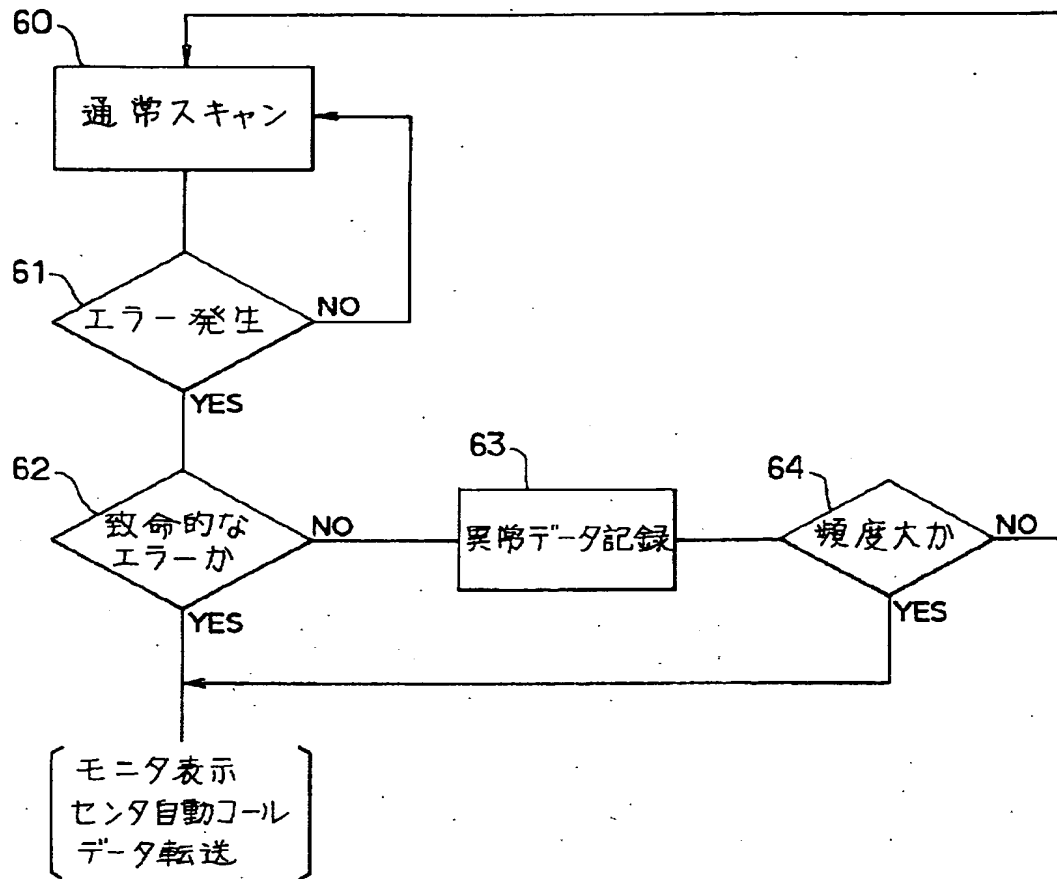 60
通常スキャン
61
エラー発生
NO
YES
62
致命的な
エラーか
NO
YES
63
異常データ記録
64
頻度大か
NO
YES
モニタ表示
センタ自動コール
データ転送